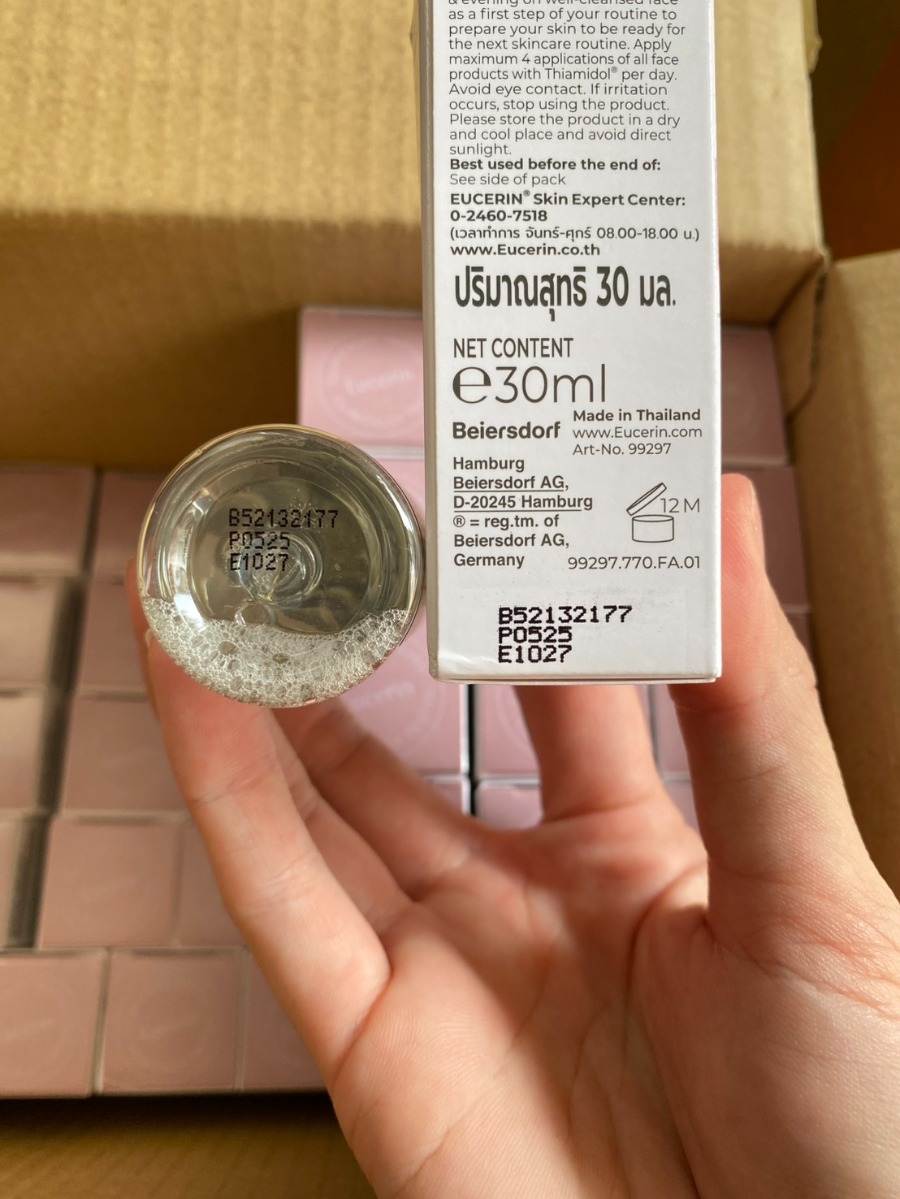 & evening on well-cleansed face
as a first step of your routine to
prepare your skin to be ready for
the next skincare routine. Apply
maximum 4 applications of all face
products with Thiamidol® per day.
Avoid eye contact. If irritation
occurs, stop using the product.
Please store the product in a dry
and cool place and avoid direct
sunlight.
Best used before the end of:
See side of pack
EUCERIN® Skin Expert Center:
0-2460-7518
(เวลาทำการ จันทร์-ศุกร์ 08.00-18.00 น.)
www.Eucerin.co.th
ปริมาณสุทธิ 30 มล.
NET CONTENT
℮30ml
Beiersdorf
Made in Thailand
www.Eucerin.com
Art-No. 99297
Hamburg
Beiersdorf AG,
D-20245 Hamburg
® = reg.tm. of
Beiersdorf AG,
Germany
12 M
99297.770.FA.01
B52132177
P0525
E1027
B52132177
P0525
E1027